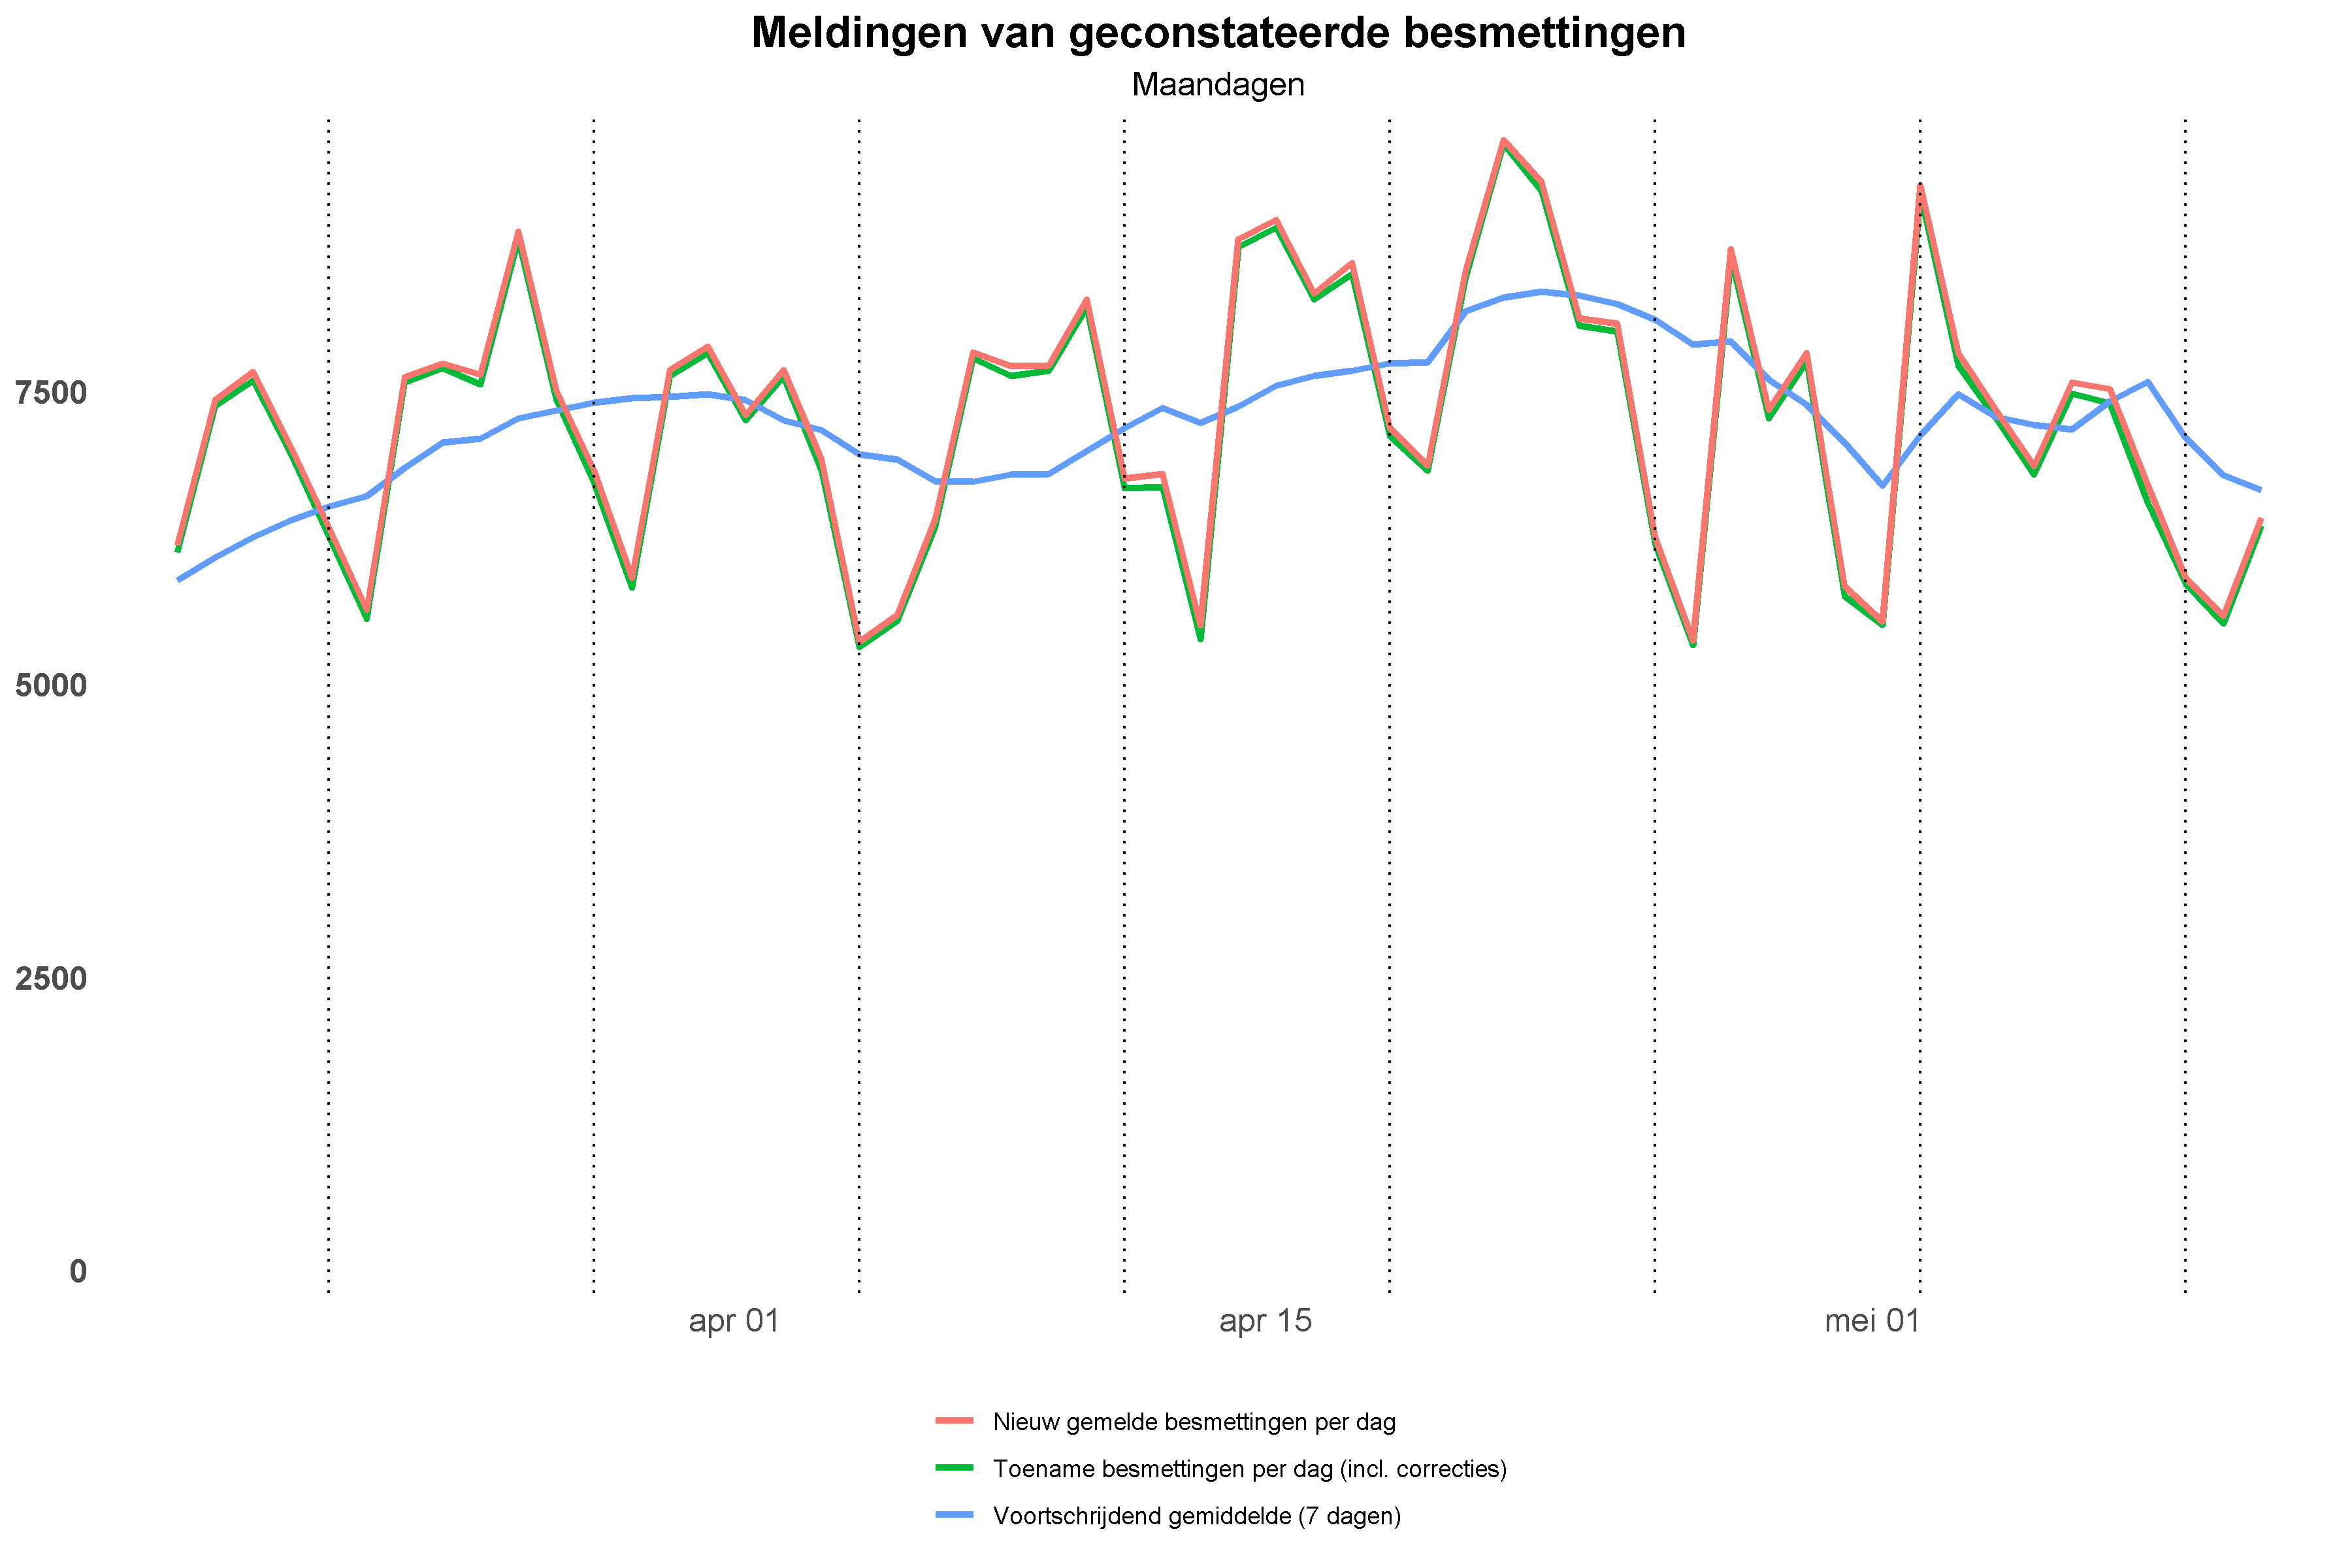 Meldingen van geconstateerde besmettingen
Maandagen
7500
5000
2500
0
apr 01
apr 15
mei 01
Nieuw gemelde besmettingen per dag
Toename besmettingen per dag (incl. correcties)
Voortschrijdend gemiddelde (7 dagen)